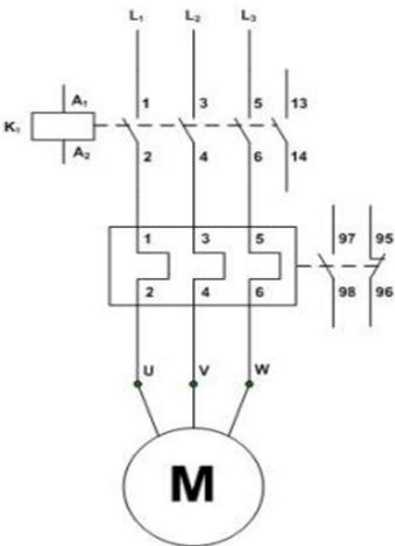 L₁ L₂ L₃
A₁ 1 3 5 13
K₁
A₂ 2 4 6 14
1 3 5 97 95
2 4 6 98 96
U V W
M